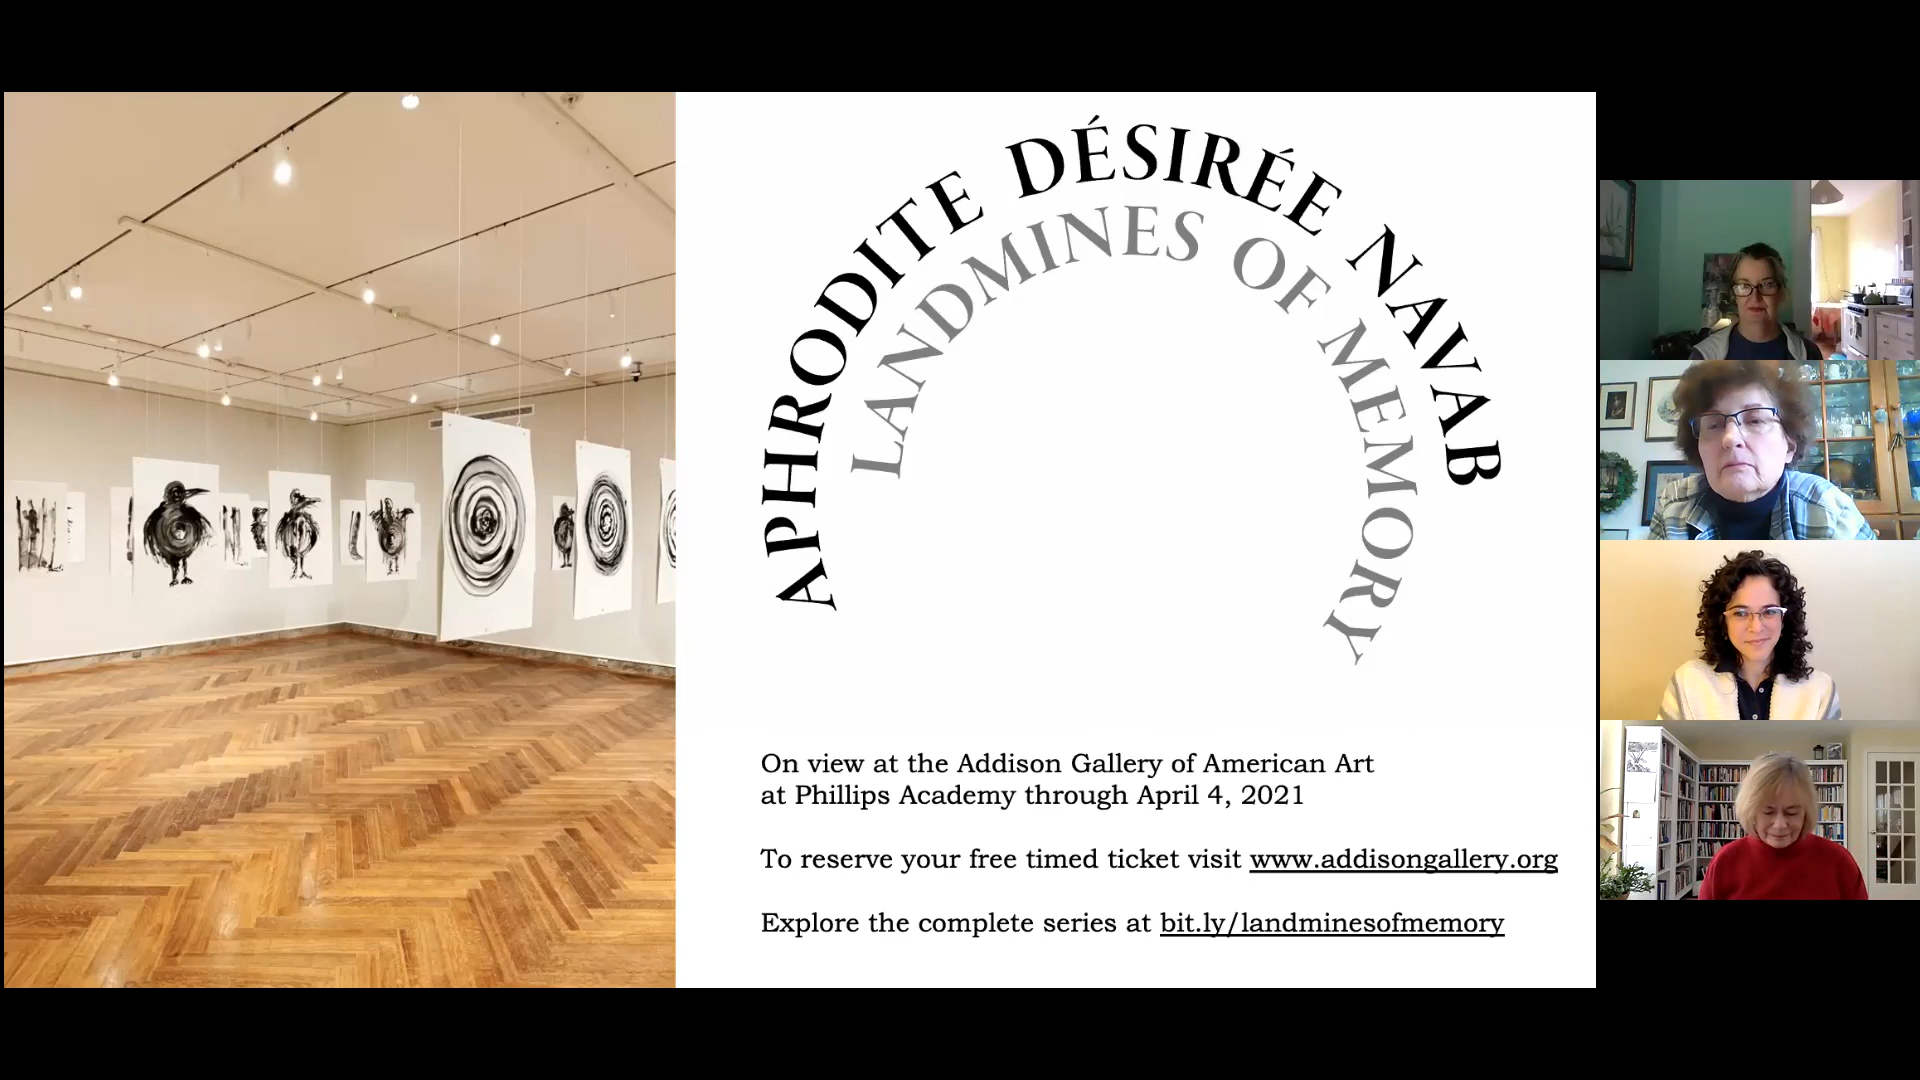 APHRODITE DÉSIRÉE NAVAB
LANDMINES OF MEMORY
On view at the Addison Gallery of American Art
at Phillips Academy through April 4, 2021
To reserve your free timed ticket visit www.addisongallery.org
Explore the complete series at bit.ly/landminesofmemory